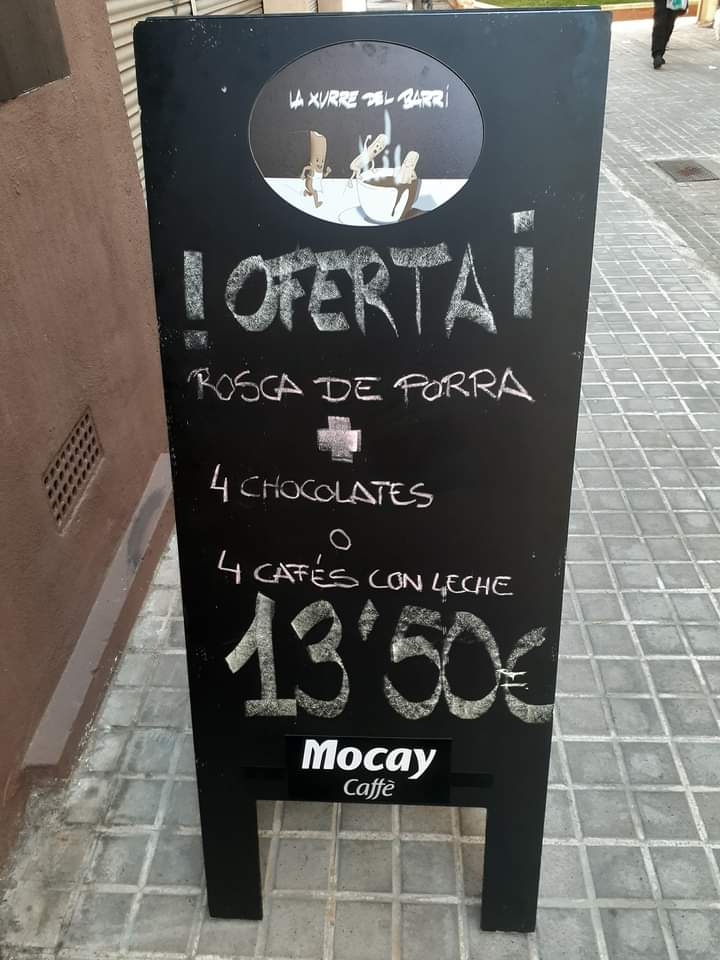 LA XURRE DEL BARRi
!OFERTA¡
ROSCA DE PORRA
+
4 CHOCOLATES
O
4 CAFÉS CON LECHE
13'50€
Mocay
Caffè